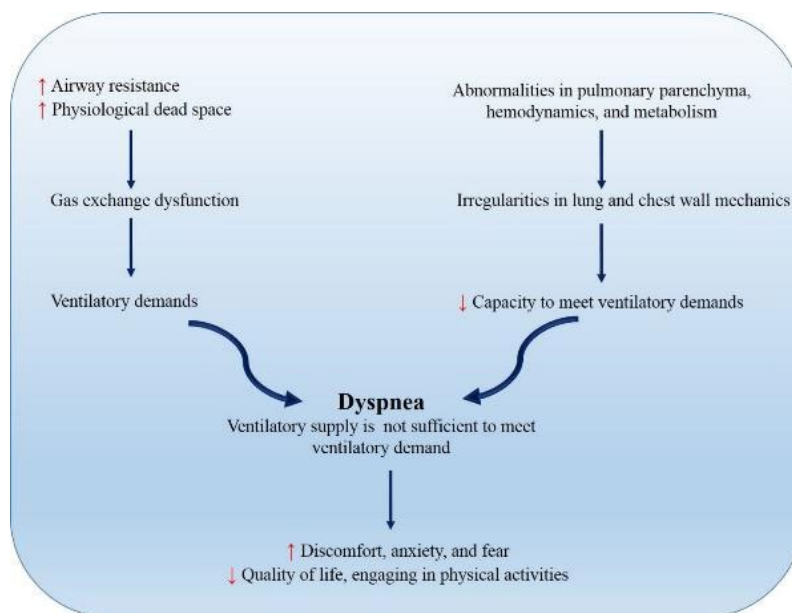 ↑ Airway resistance
↑ Physiological dead space
Abnormalities in pulmonary parenchyma,
hemodynamics, and metabolism
Gas exchange dysfunction
Irregularities in lung and chest wall mechanics
Ventilatory demands
↓ Capacity to meet ventilatory demands
Dyspnea
Ventilatory supply is not sufficient to meet
ventilatory demand
↑ Discomfort, anxiety, and fear
↓ Quality of life, engaging in physical activities